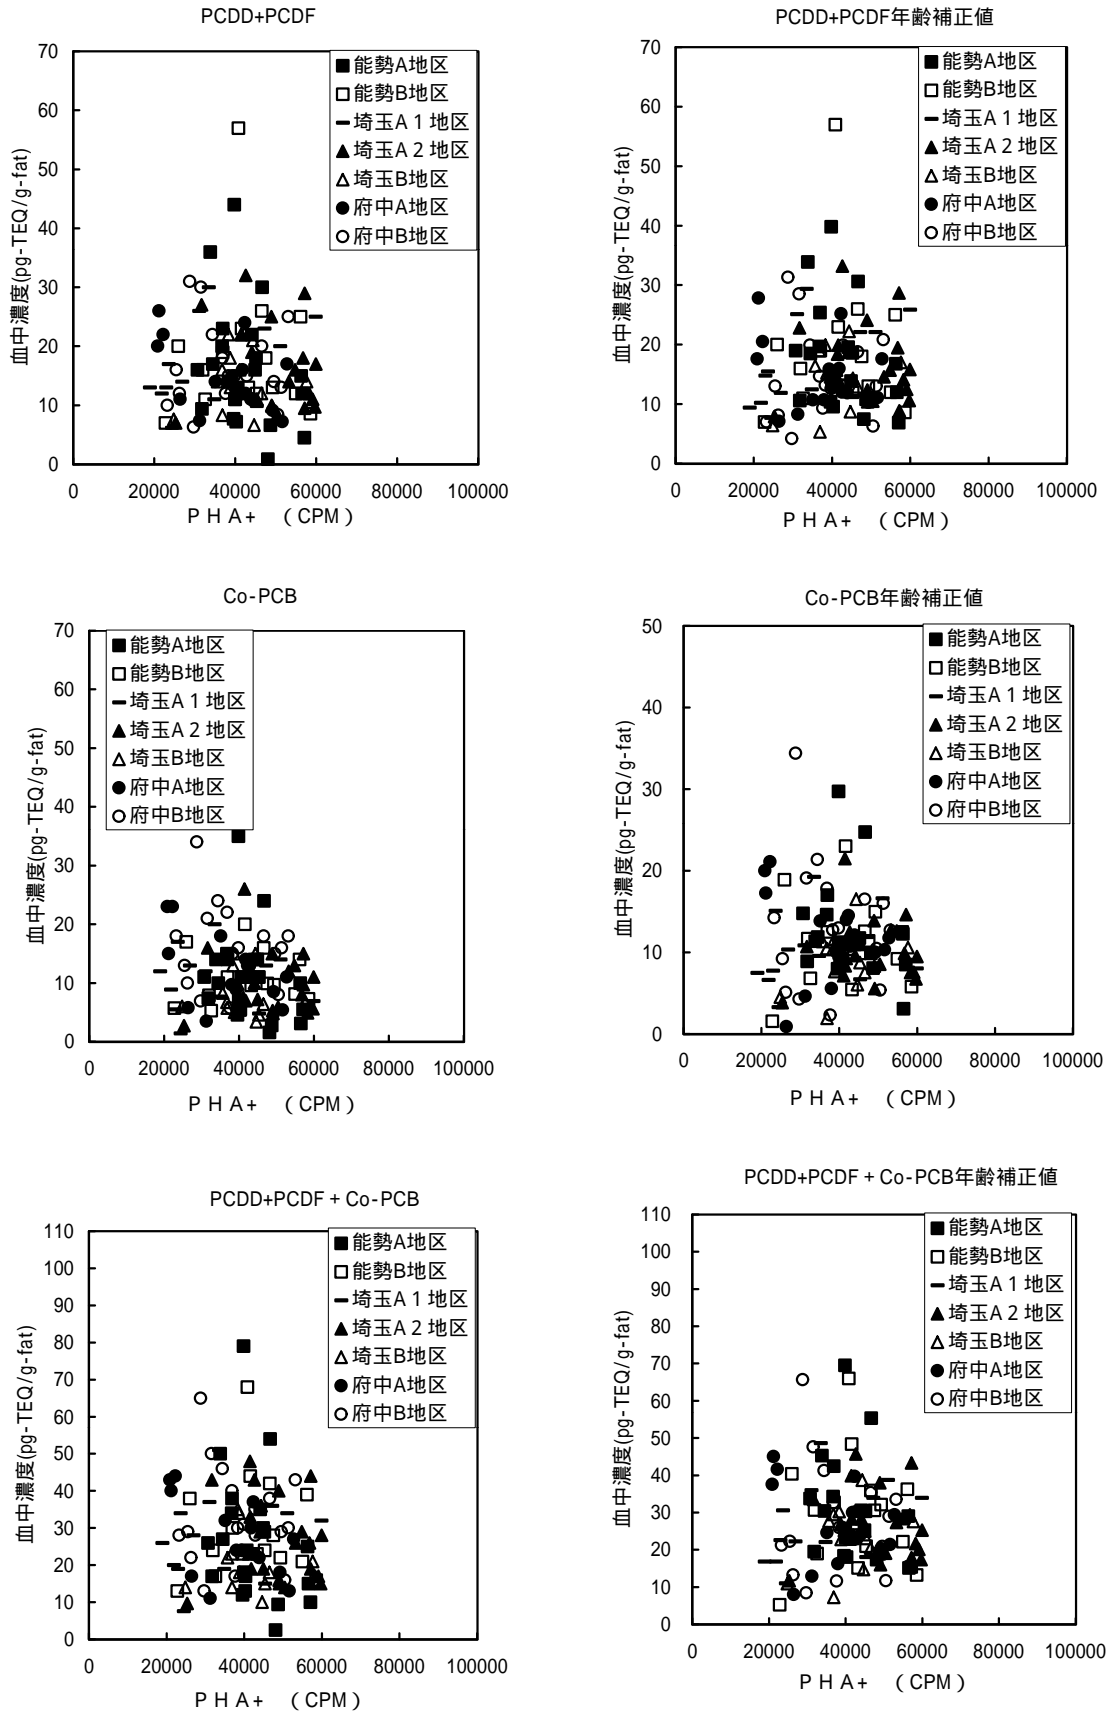 PCDD+PCDF
70
60
50
40
30
20
10
0
0 20000 40000 60000 80000 100000
血中濃度(pg-TEQ/g-fat)
ＰＨＡ+ （CPM）
能勢A地区
能勢B地区
埼玉A１地区
埼玉A２地区
埼玉B地区
府中A地区
府中B地区
PCDD+PCDF年齢補正値
70
60
50
40
30
20
10
0
0 20000 40000 60000 80000 100000
血中濃度(pg-TEQ/g-fat)
ＰＨＡ+ （CPM）
能勢A地区
能勢B地区
埼玉A１地区
埼玉A２地区
埼玉B地区
府中A地区
府中B地区
Co-PCB
70
60
50
40
30
20
10
0
0 20000 40000 60000 80000 100000
血中濃度(pg-TEQ/g-fat)
ＰＨＡ+ （CPM）
能勢A地区
能勢B地区
埼玉A１地区
埼玉A２地区
埼玉B地区
府中A地区
府中B地区
Co-PCB年齢補正値
50
40
30
20
10
0
0 20000 40000 60000 80000 100000
血中濃度(pg-TEQ/g-fat)
ＰＨＡ+ （CPM）
能勢A地区
能勢B地区
埼玉A１地区
埼玉A２地区
埼玉B地区
府中A地区
府中B地区
PCDD+PCDF＋Co-PCB
110
100
90
80
70
60
50
40
30
20
10
0
0 20000 40000 60000 80000 100000
血中濃度(pg-TEQ/g-fat)
ＰＨＡ+ （CPM）
能勢A地区
能勢B地区
埼玉A１地区
埼玉A２地区
埼玉B地区
府中A地区
府中B地区
PCDD+PCDF＋Co-PCB年齢補正値
110
100
90
80
70
60
50
40
30
20
10
0
0 20000 40000 60000 80000 100000
血中濃度(pg-TEQ/g-fat)
ＰＨＡ+ （CPM）
能勢A地区
能勢B地区
埼玉A１地区
埼玉A２地区
埼玉B地区
府中A地区
府中B地区